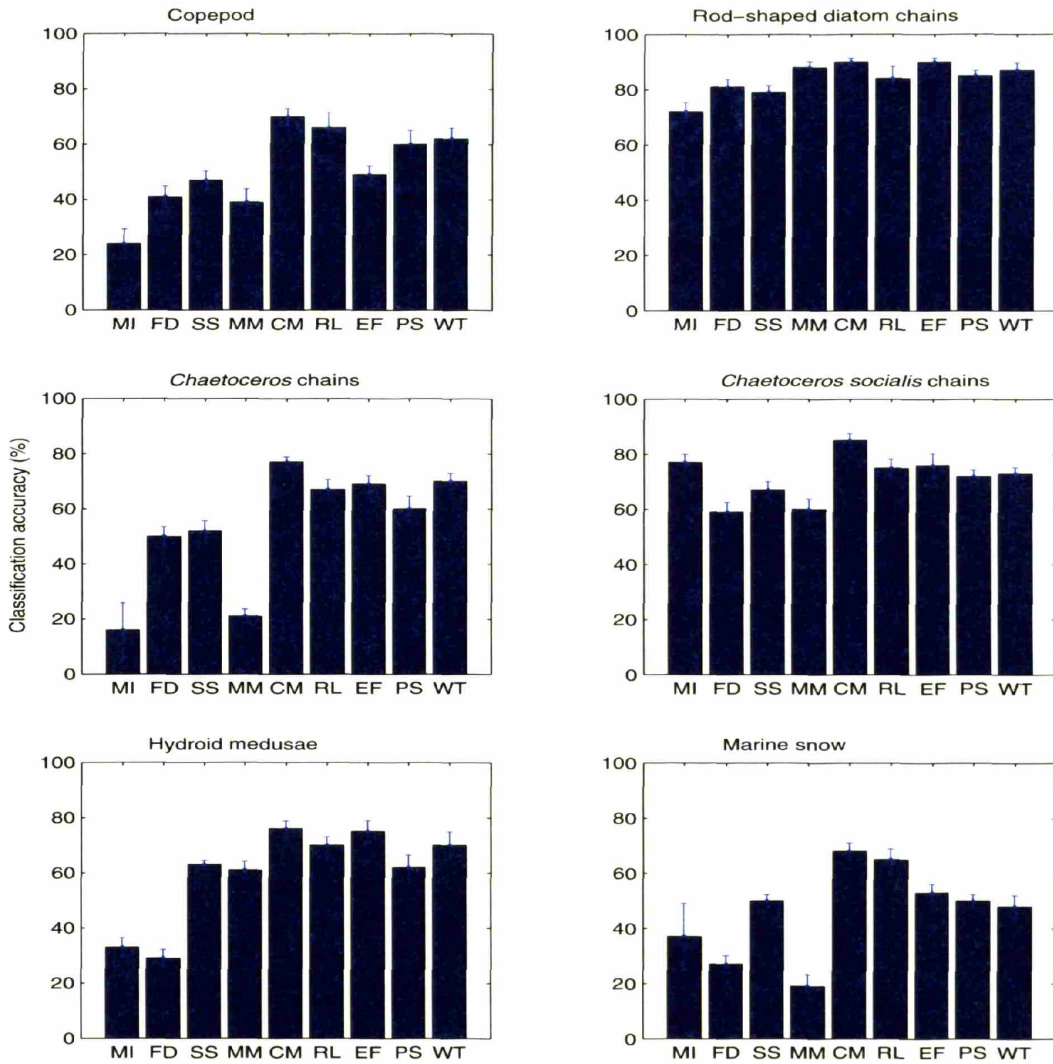 Copepod
100
80
60
40
20
0
MI FD SS MM CM RL EF PS WT
Rod-shaped diatom chains
100
80
60
40
20
0
MI FD SS MM CM RL EF PS WT
Classification accuracy (%)
Chaetoceros chains
100
80
60
40
20
0
MI FD SS MM CM RL EF PS WT
Chaetoceros socialis chains
100
80
60
40
20
0
MI FD SS MM CM RL EF PS WT
Hydroid medusae
100
80
60
40
20
0
MI FD SS MM CM RL EF PS WT
Marine snow
100
80
60
40
20
0
MI FD SS MM CM RL EF PS WT